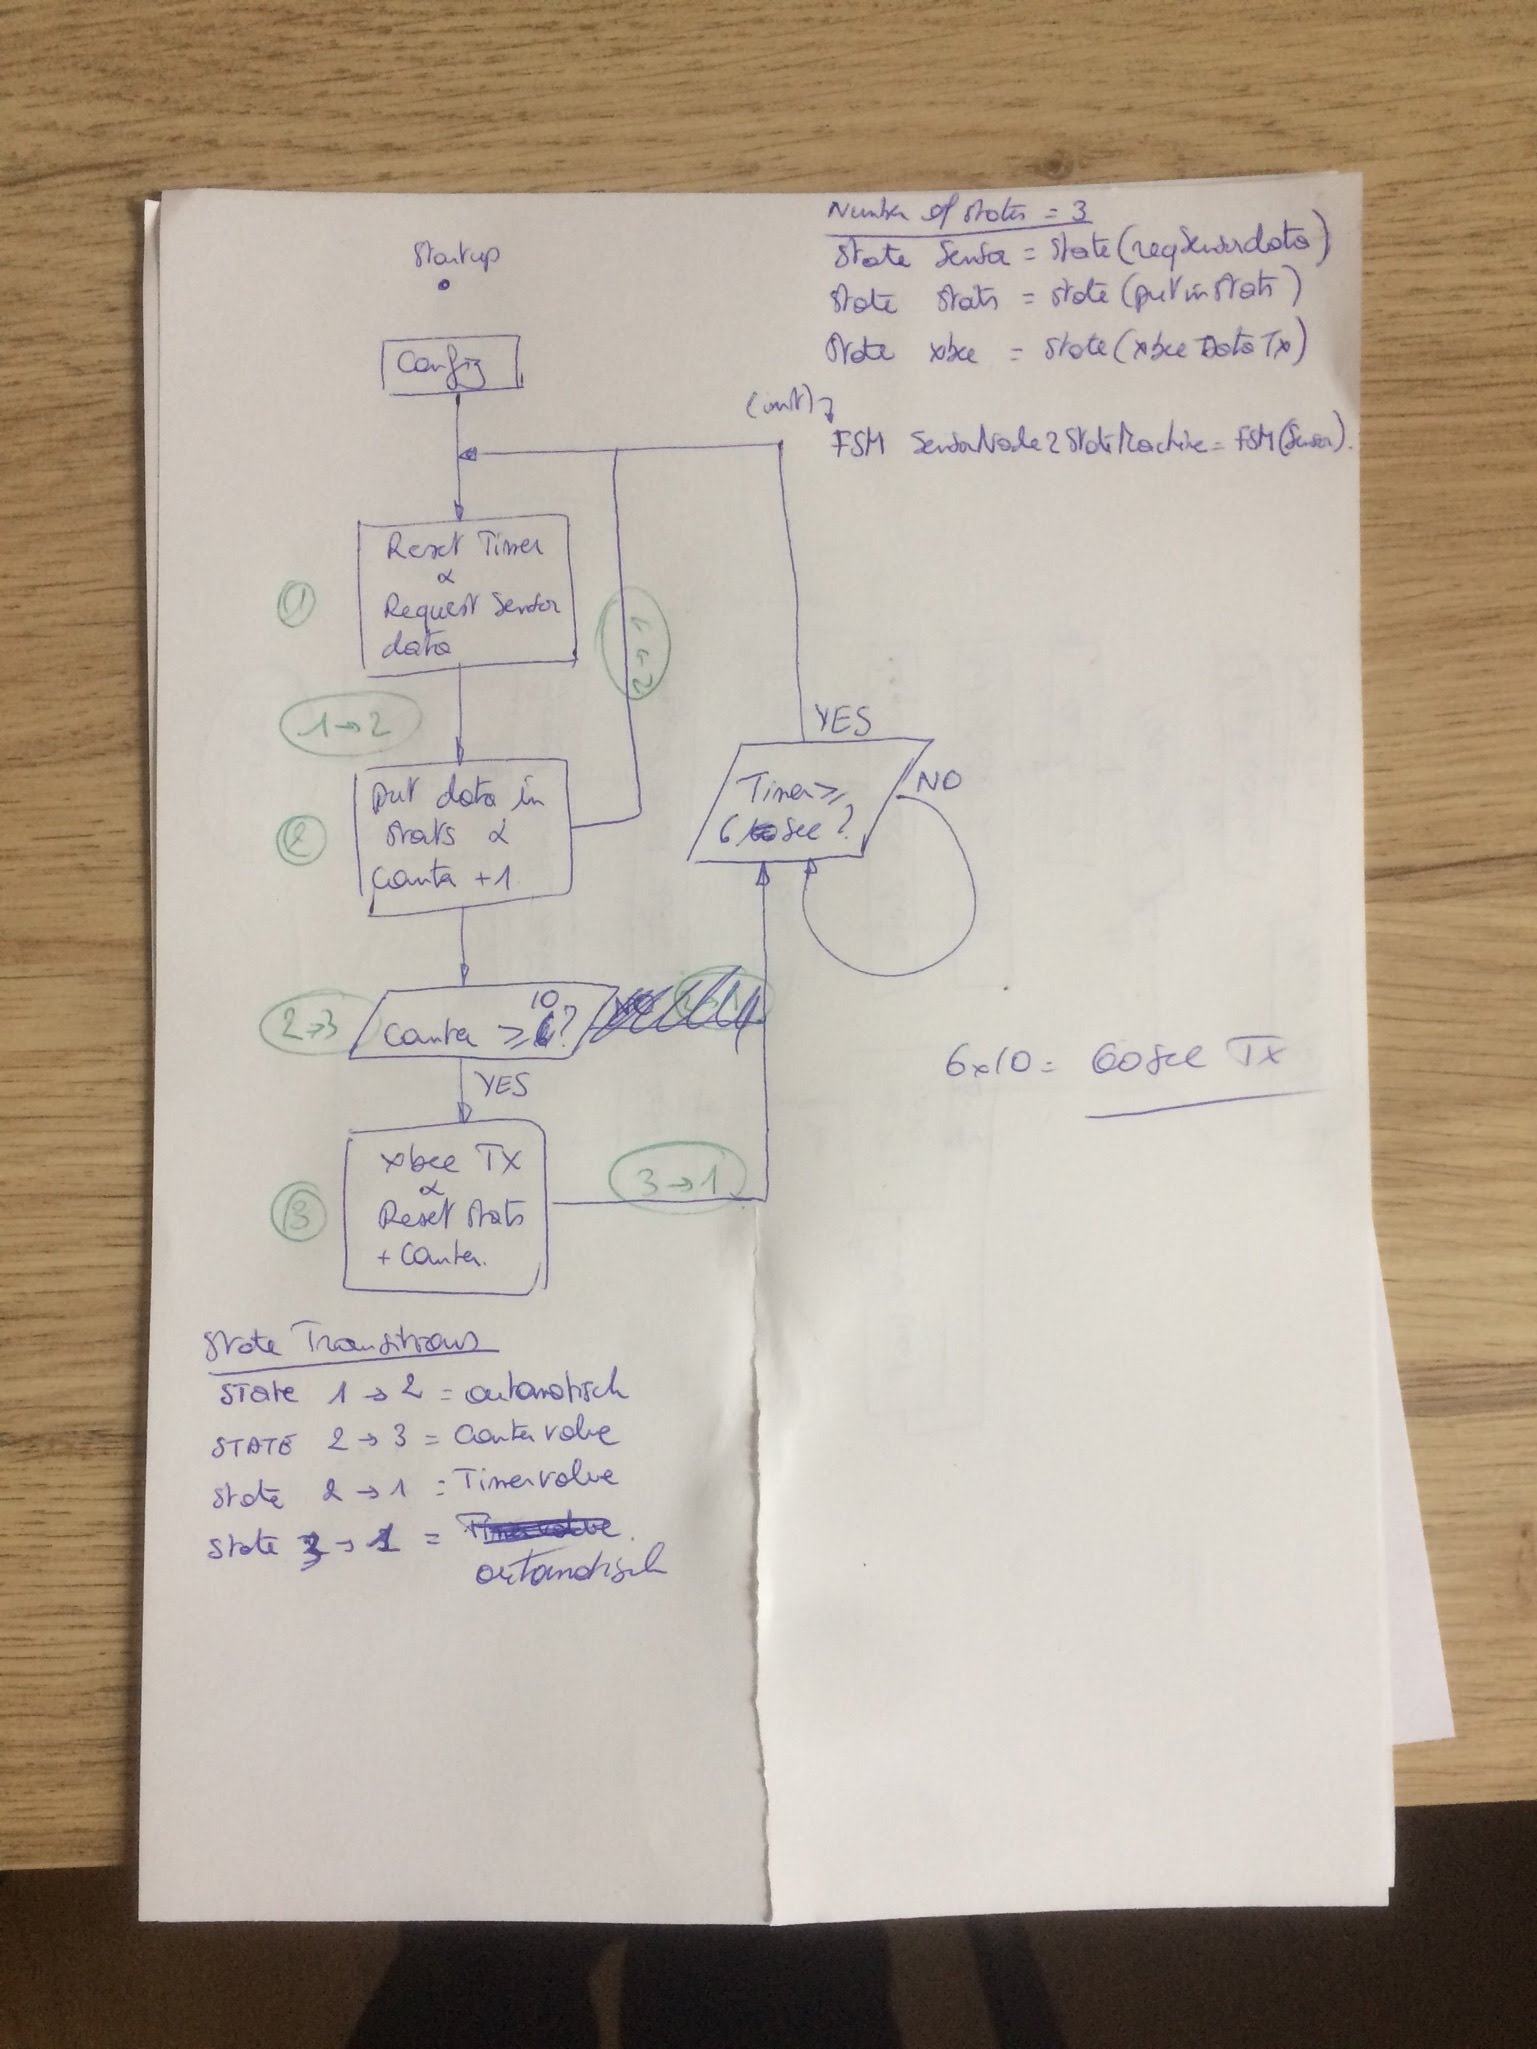 Startup
Config
Number of states = 3
State Sensor = State (reqSensordata)
State Stats = State (putinStats)
State xbee = State (xbee Data Tx)
FSM SensorNode2StateMachine = FSM (Sensor).
Reset Timer
&
Request Sensor
data
1
1→2
1←2
put data in
Stats &
Counter +1
2
YES
Timer ≥
6 sec ?
NO
2→3
10
Counter ≥ ?
YES
6x10 = 60sec Tx
xbee TX
&
Reset Stats
+ Counter.
3
3→1
State Transitions
State 1 → 2 = automatisch
STATE 2 → 3 = Countervalue
State 2 → 1 = Timervalue
State 3 → 1 =
automatisch